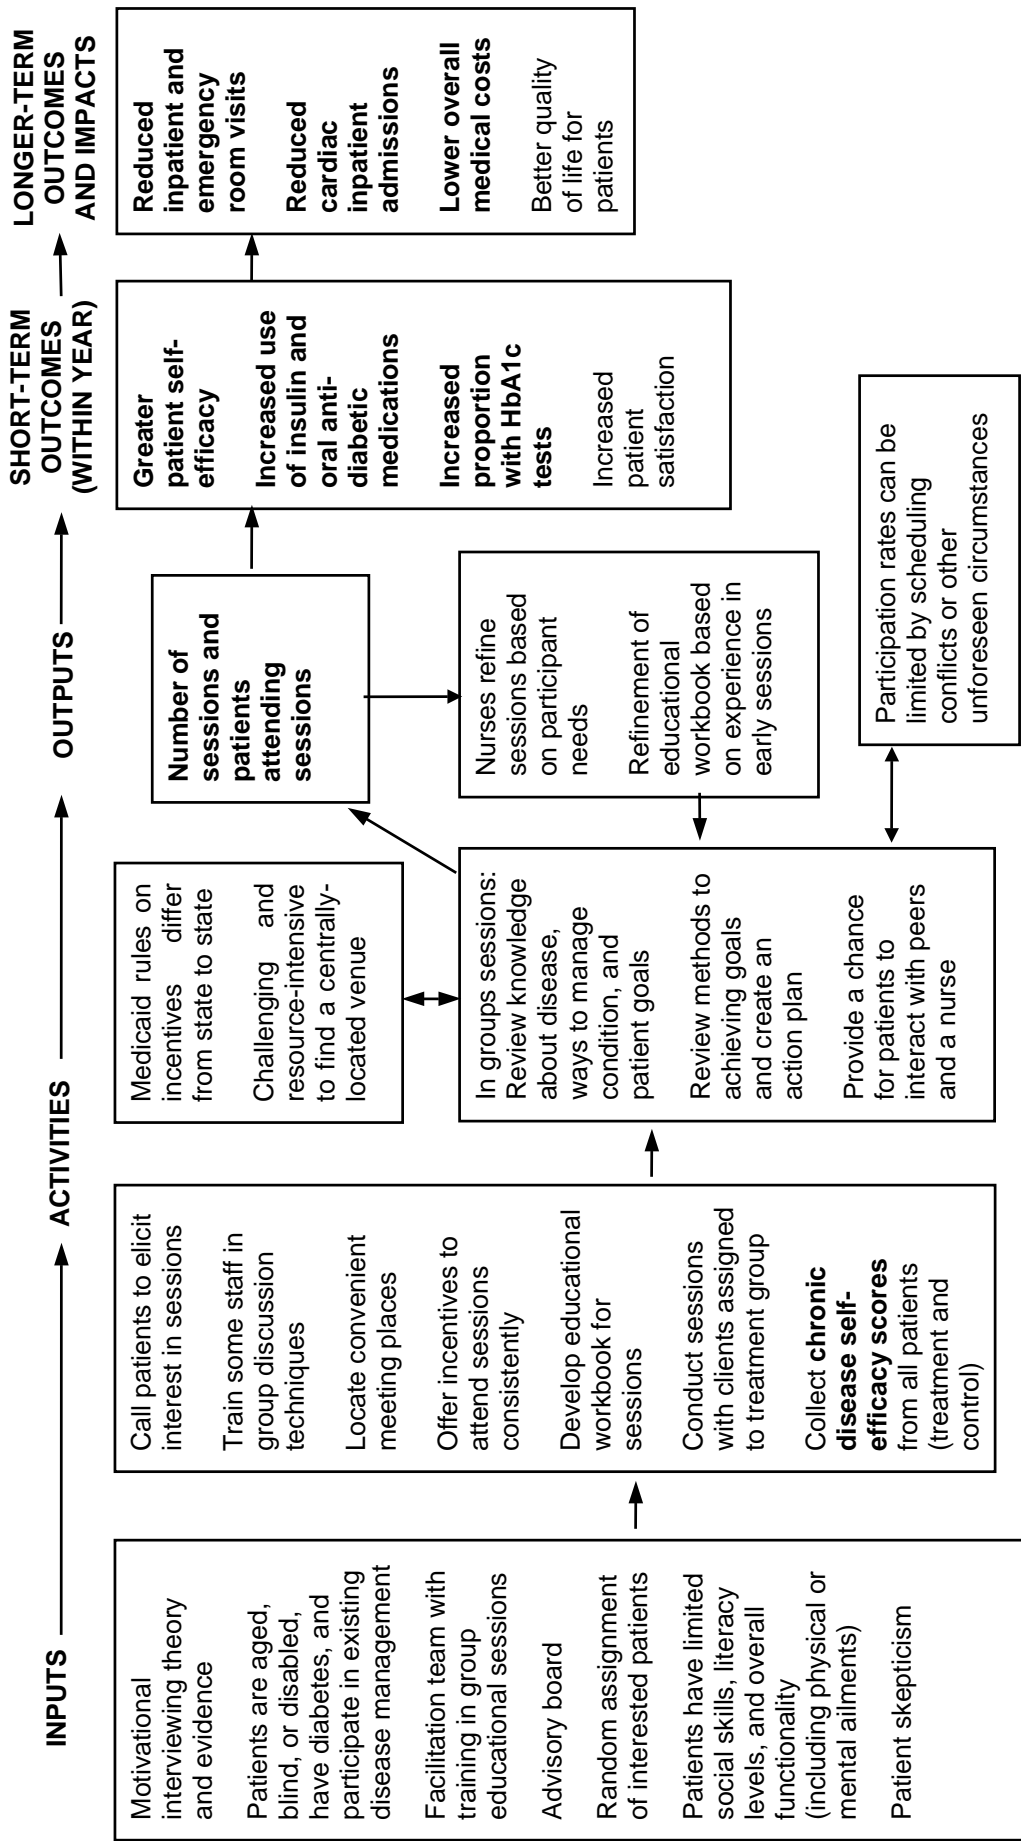 INPUTS
ACTIVITIES
OUTPUTS
SHORT-TERM
OUTCOMES
(WITHIN YEAR)
LONGER-TERM
OUTCOMES
AND IMPACTS
Motivational
interviewing theory
and evidence
Patients are aged,
blind, or disabled,
have diabetes, and
participate in existing
disease management
Facilitation team with
training in group
educational sessions
Advisory board
Random assignment
of interested patients
Patients have limited
social skills, literacy
levels, and overall
functionality
(including physical or
mental ailments)
Patient skepticism
Call patients to elicit
interest in sessions
Train some staff in
group discussion
techniques
Locate convenient
meeting places
Offer incentives to
attend sessions
consistently
Develop educational
workbook for
sessions
Conduct sessions
with clients assigned
to treatment group
Collect chronic
disease self-
efficacy scores
from all patients
(treatment and
control)
Medicaid rules on
incentives differ
from state to state
Challenging and
resource-intensive
to find a centrally-
located venue
In groups sessions:
Review knowledge
about disease,
ways to manage
condition, and
patient goals
Review methods to
achieving goals
and create an
action plan
Provide a chance
for patients to
interact with peers
and a nurse
Number of
sessions and
patients
attending
sessions
Nurses refine
sessions based
on participant
needs
Refinement of
educational
workbook based
on experience in
early sessions
Participation rates can be
limited by scheduling
conflicts or other
unforeseen circumstances
Greater
patient self-
efficacy
Increased use
of insulin and
oral anti-
diabetic
medications
Increased
proportion
with HbA1c
tests
Increased
patient
satisfaction
Reduced
inpatient and
emergency
room visits
Reduced
cardiac
inpatient
admissions
Lower overall
medical costs
Better quality
of life for
patients